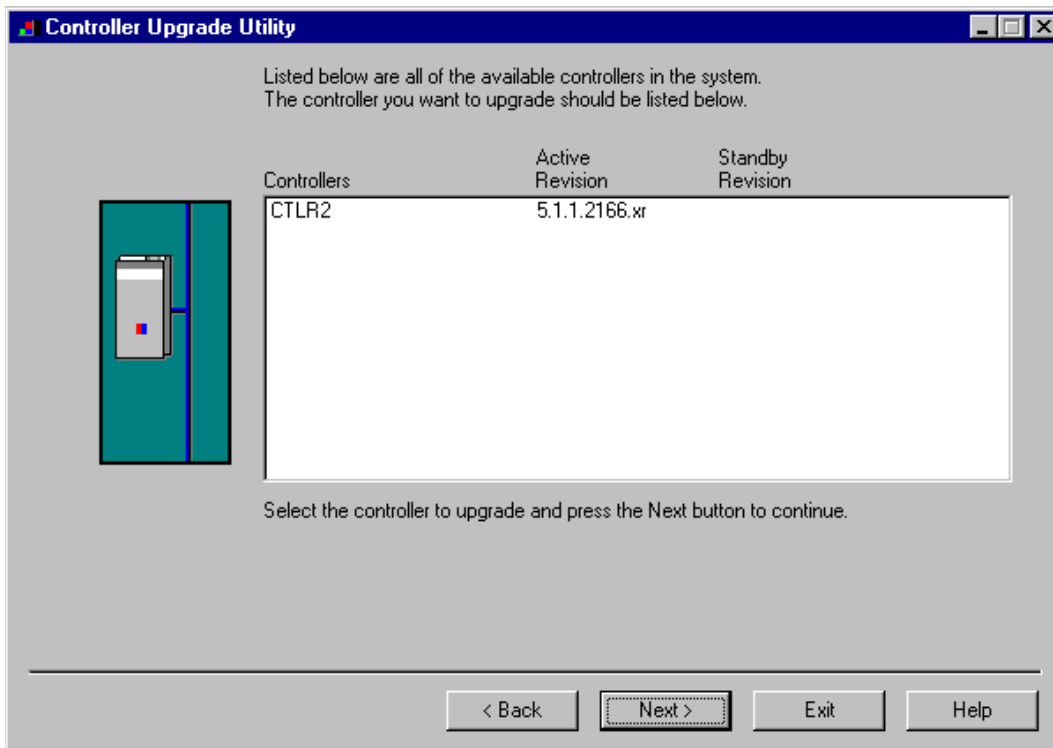 Controller Upgrade Utility
Listed below are all of the available controllers in the system.
The controller you want to upgrade should be listed below.
Controllers Active Revision Standby Revision
CTLR2 5.1.1.2166.xr
Select the controller to upgrade and press the Next button to continue.
< Back Next > Exit Help